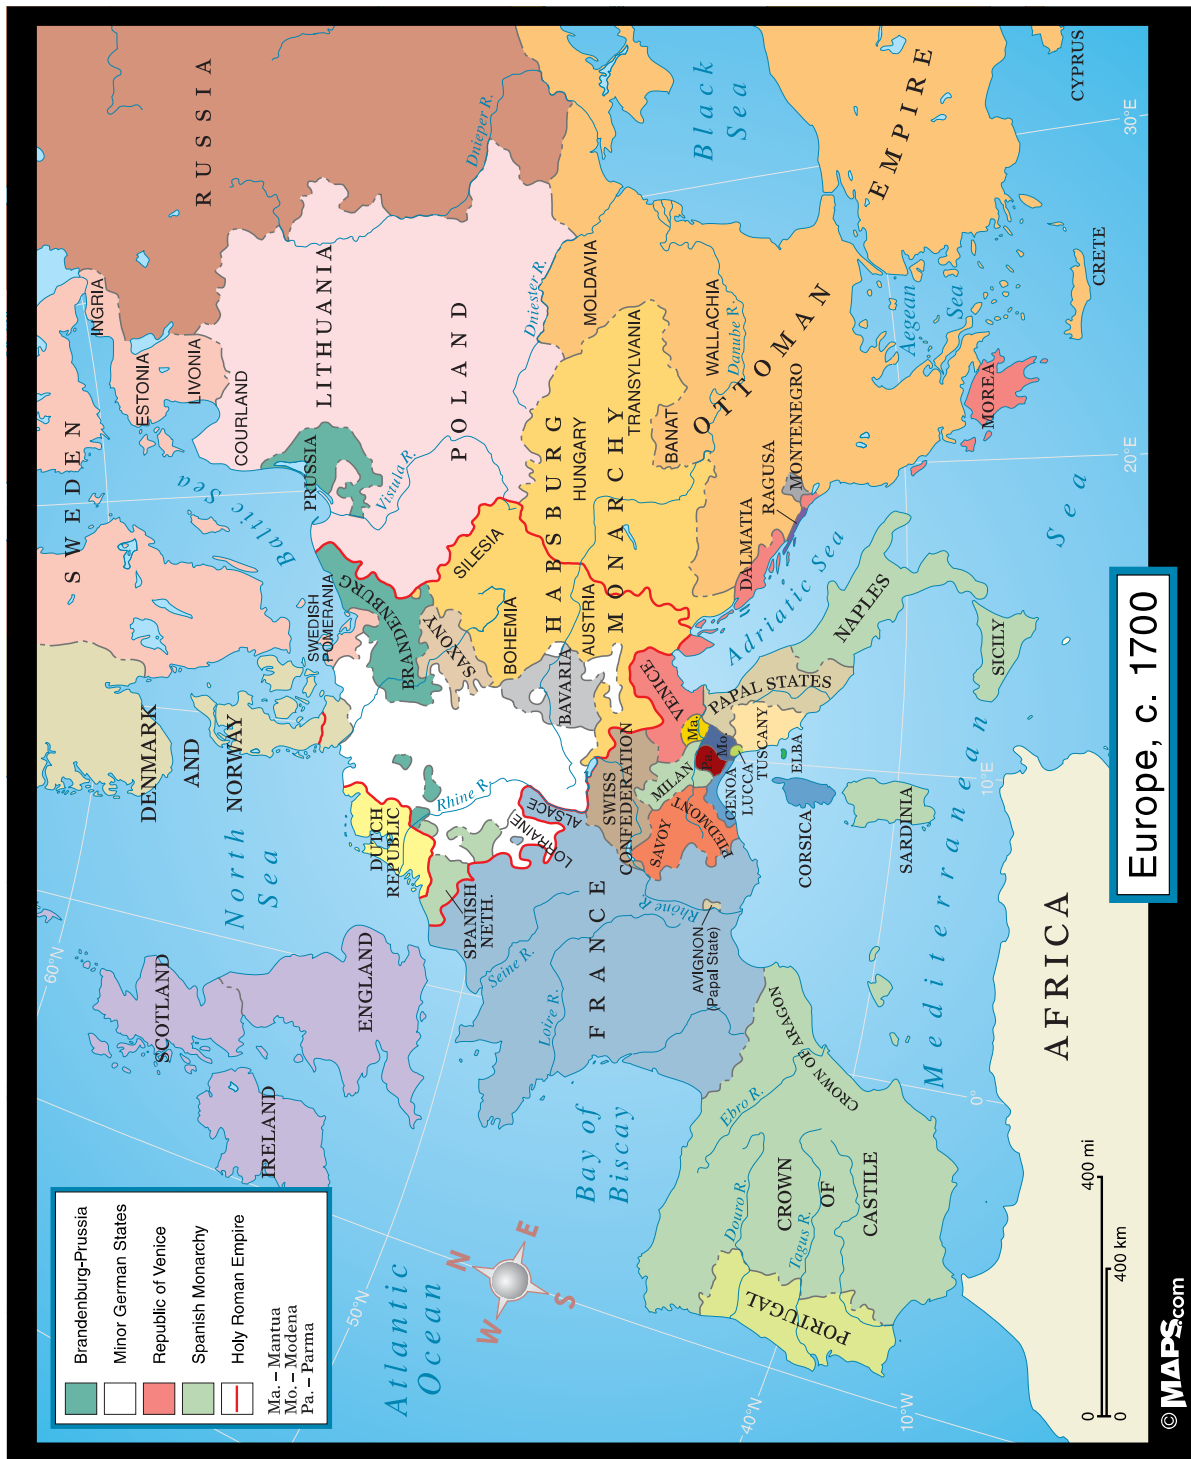 Europe, c. 1700
Brandenburg-Prussia
Minor German States
Republic of Venice
Spanish Monarchy
Holy Roman Empire
Ma. – Mantua
Mo. – Modena
Pa. – Parma
N
E
S
W
Atlantic
Ocean
North
Sea
Baltic Sea
Bay of
Biscay
Mediterranean
Sea
Adriatic Sea
Aegean
Sea
Black
Sea
60°N
50°N
40°N
10°W
0°
10°E
20°E
30°E
SCOTLAND
IRELAND
ENGLAND
DENMARK
AND
NORWAY
SWEDEN
INGRIA
ESTONIA
LIVONIA
COURLAND
RUSSIA
LITHUANIA
POLAND
PRUSSIA
SWEDISH
POMERANIA
BRANDENBURG
SAXONY
SILESIA
BOHEMIA
BAVARIA
AUSTRIA
HABSBURG
MONARCHY
HUNGARY
TRANSYLVANIA
BANAT
MOLDAVIA
WALLACHIA
OTTOMAN
EMPIRE
MONTENEGRO
RAGUSA
DALMATIA
MOREA
CRETE
CYPRUS
DUTCH
REPUBLIC
SPANISH
NETH.
LORRAINE
ALSACE
FRANCE
SWISS
CONFEDERATION
SAVOY
PIEDMONT
MILAN
VENICE
Ma.
Mo.
Pa.
GENOA
LUCCA
TUSCANY
ELBA
PAPAL STATES
NAPLES
SICILY
SARDINIA
CORSICA
AVIGNON
(Papal State)
CROWN OF ARAGON
CROWN
OF
CASTILE
PORTUGAL
AFRICA
Dnieper R.
Dniester R.
Danube R.
Vistula R.
Rhine R.
Seine R.
Loire R.
Rhône R.
Ebro R.
Douro R.
Tagus R.
0
400 mi
0
400 km
© MAPS.com